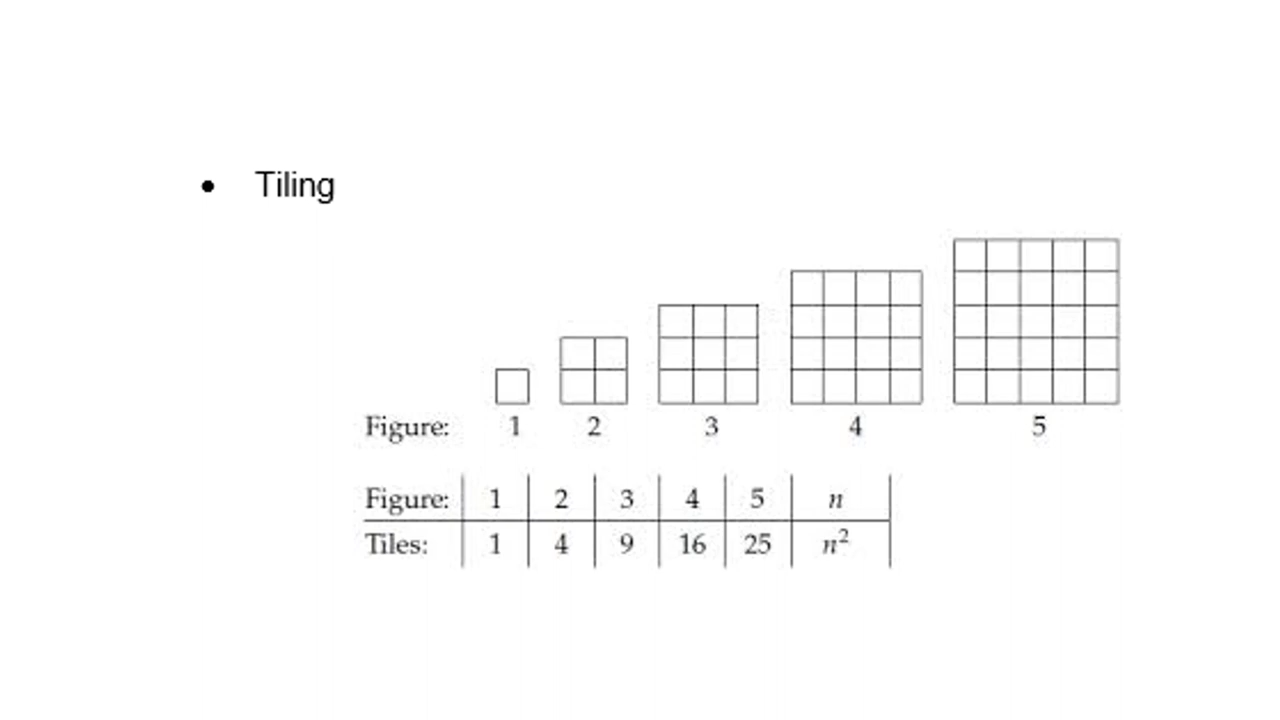 • Tiling
Figure: 1 2 3 4 5
Figure: 1 2 3 4 5 n
Tiles: 1 4 9 16 25 n²